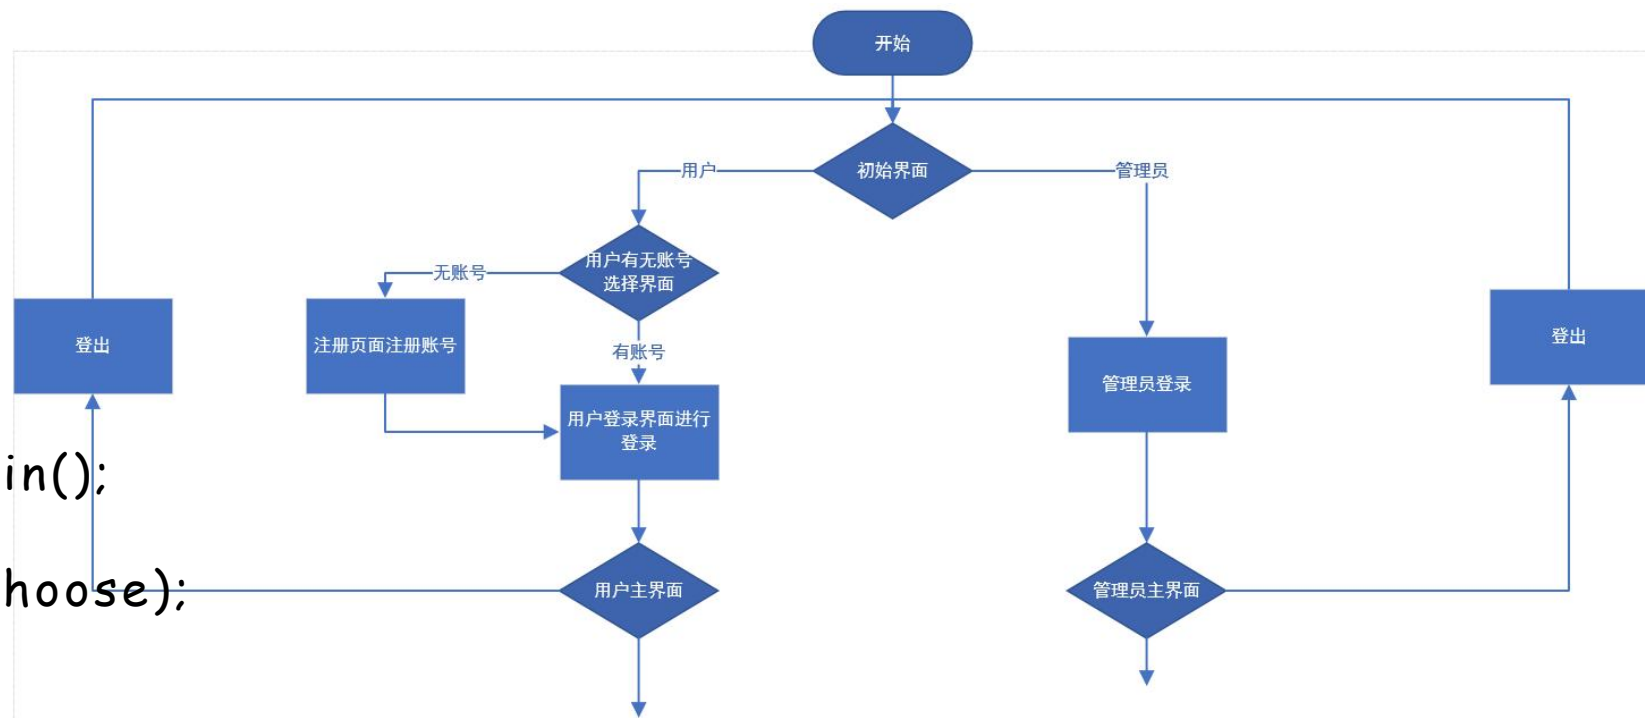 开始
初始界面
用户
管理员
用户有无账号
选择界面
无账号
有账号
登出
注册页面注册账号
用户登录界面进行
登录
管理员登录
登出
in();
用户主界面
管理员主界面
hoose);